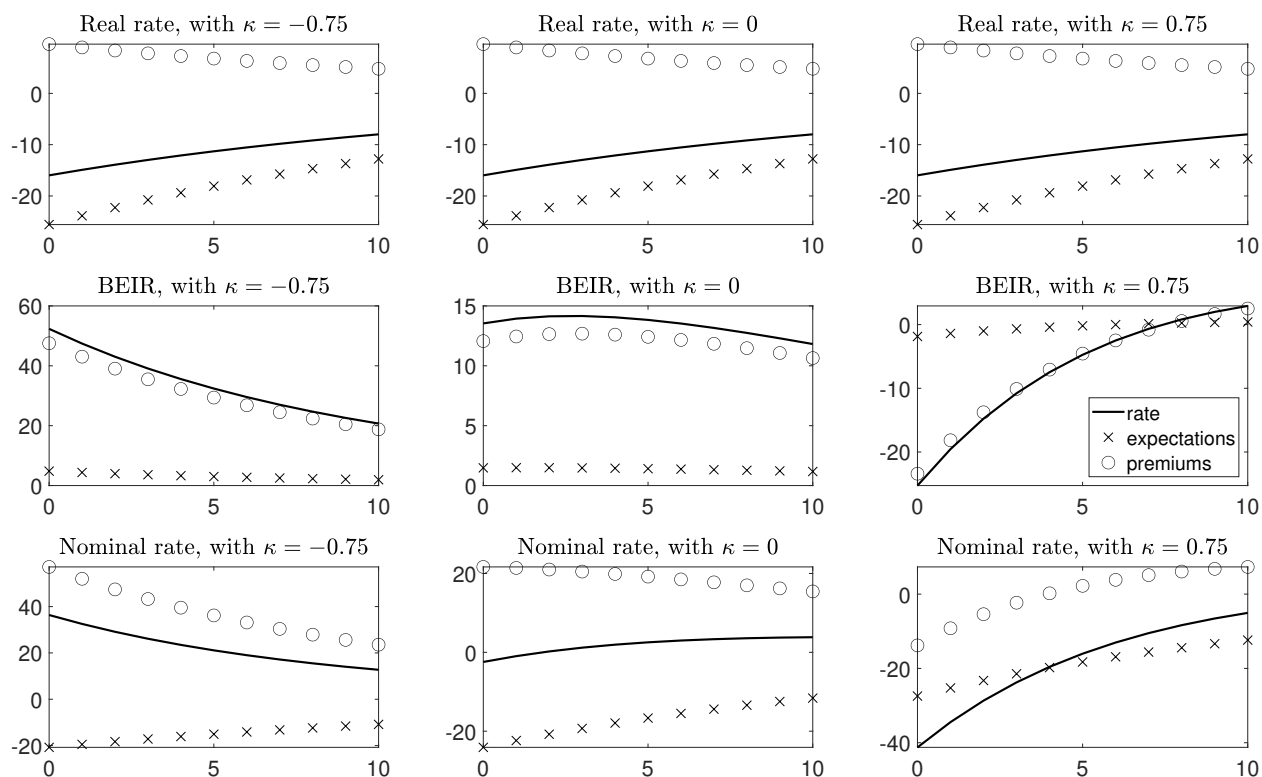 Real rate, with κ = −0.75
Real rate, with κ = 0
Real rate, with κ = 0.75
0
-10
-20
0 5 10
0
-10
-20
0 5 10
0
-10
-20
0 5 10
BEIR, with κ = −0.75
BEIR, with κ = 0
BEIR, with κ = 0.75
60
40
20
0
0 5 10
15
10
5
0
0 5 10
0
-10
-20
0 5 10
rate
expectations
premiums
Nominal rate, with κ = −0.75
Nominal rate, with κ = 0
Nominal rate, with κ = 0.75
40
20
0
-20
0 5 10
20
0
-20
0 5 10
0
-20
-40
0 5 10